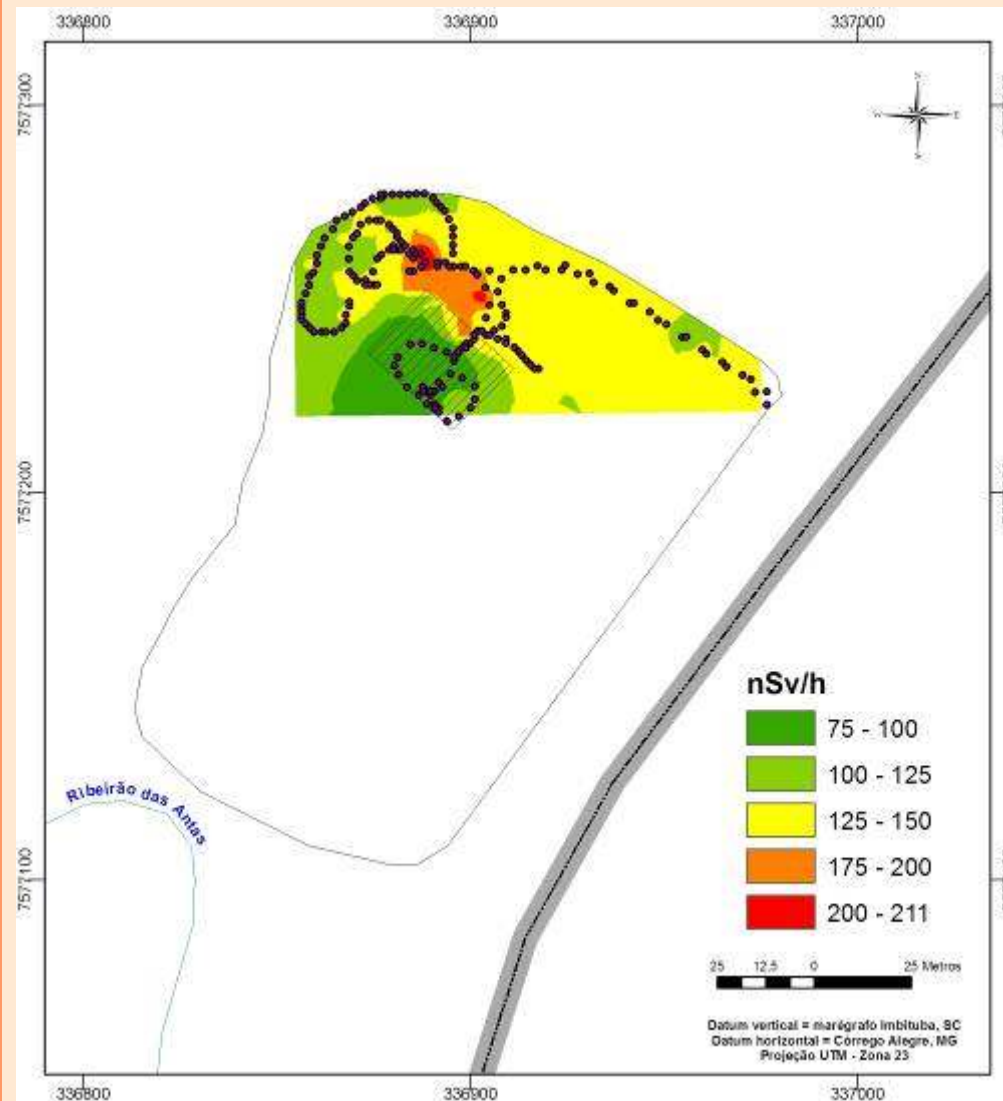 336800 336900 337000
7577300 7577300
N
W E
7577200
Ribeirão das Antas
nSv/h
75 - 100
100 - 125
125 - 150
175 - 200
200 - 211
7577100
25 12,5 0 25 Metros
Datum vertical = marégrafo Imbituba, SC
Datum horizontal = Córrego Alegre, MG
Projeção UTM - Zona 23
336800 336900 337000